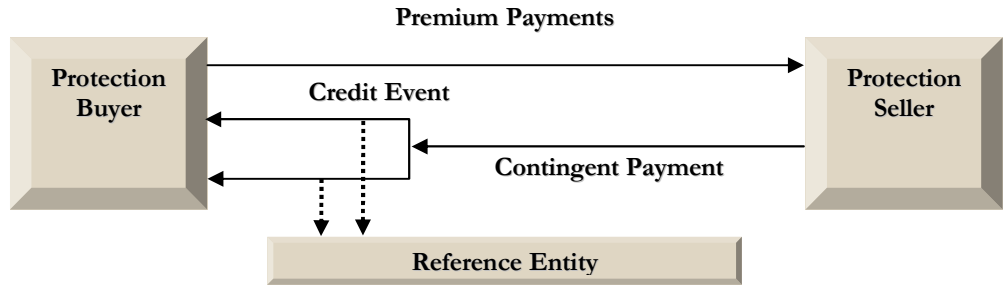 Premium Payments
Protection
Buyer
Protection
Seller
Credit Event
Contingent Payment
Reference Entity